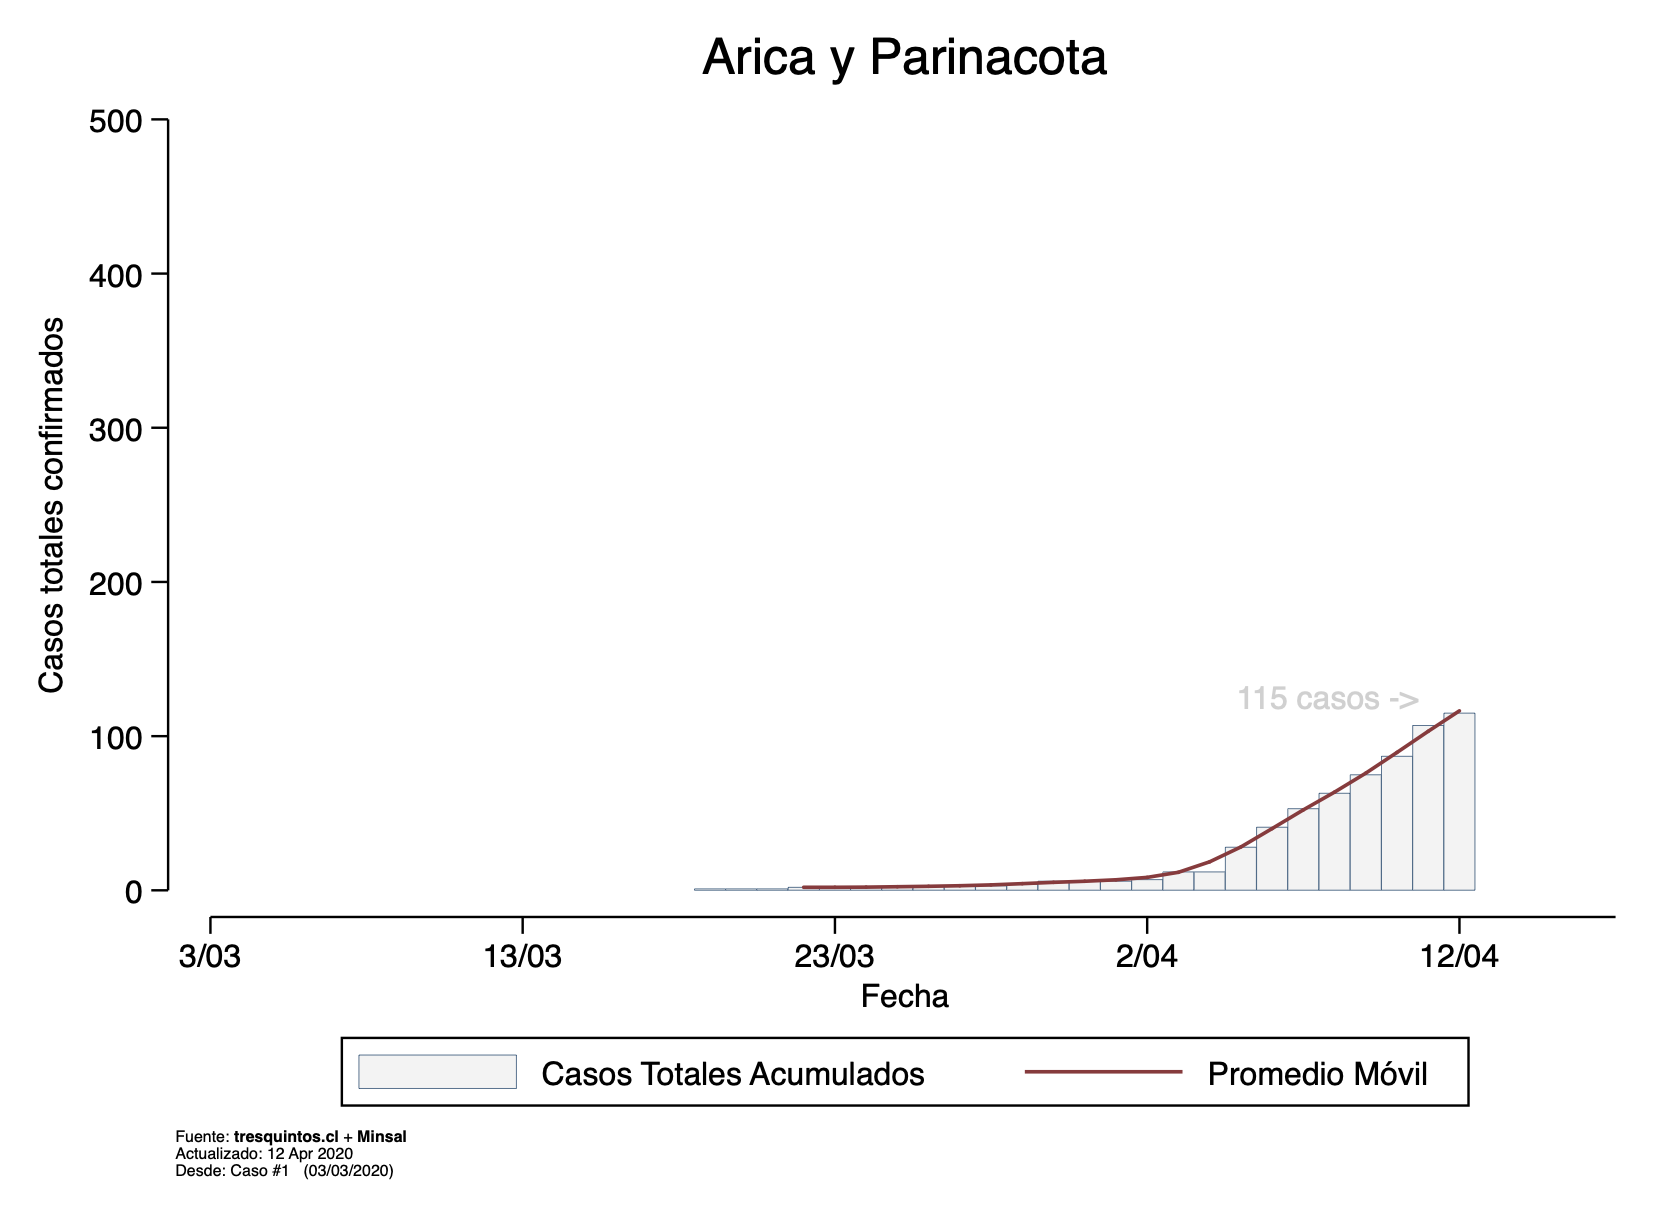 Arica y Parinacota
500
400
300
200
100
0
Casos totales confirmados
115 casos ->
3/03 13/03 23/03 2/04 12/04
Fecha
Casos Totales Acumulados Promedio Móvil
Fuente: tresquintos.cl + Minsal
Actualizado: 12 Apr 2020
Desde: Caso #1 (03/03/2020)